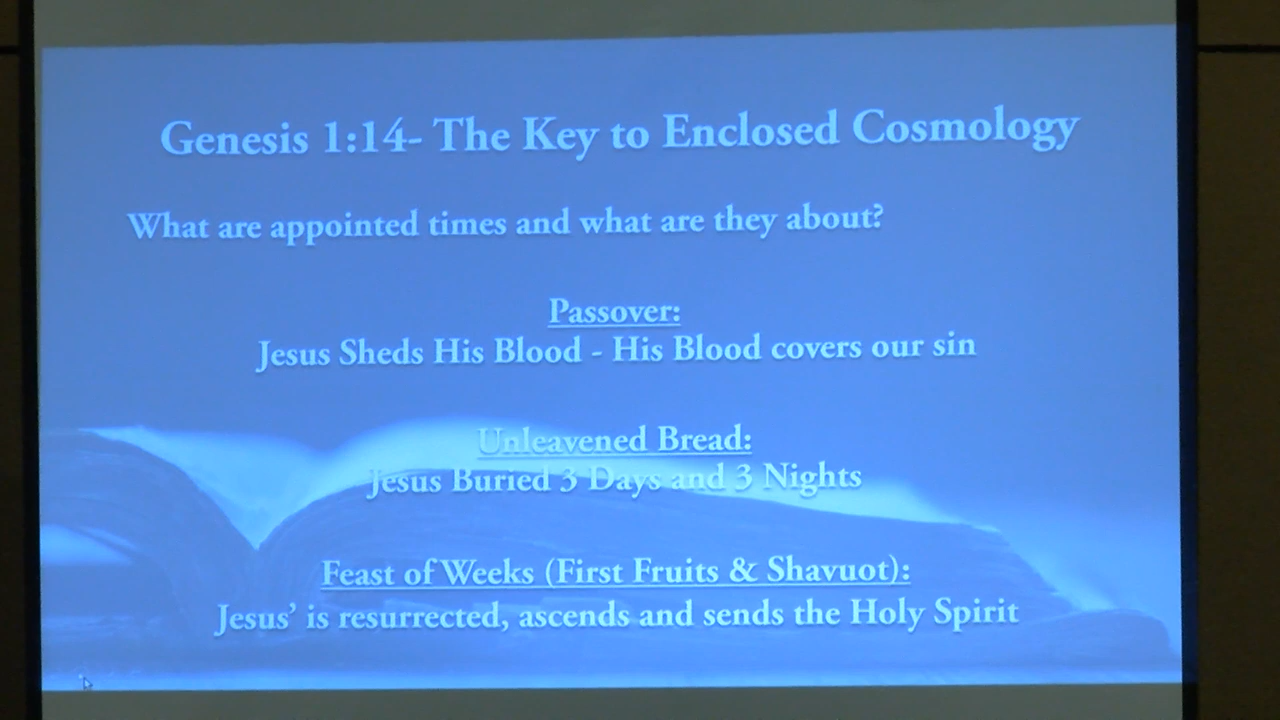 Genesis 1:14- The Key to Enclosed Cosmology
What are appointed times and what are they about?
Passover:
Jesus Sheds His Blood - His Blood covers our sin
Unleavened Bread:
Jesus Buried 3 Days and 3 Nights
Feast of Weeks (First Fruits & Shavuot):
Jesus’ is resurrected, ascends and sends the Holy Spirit